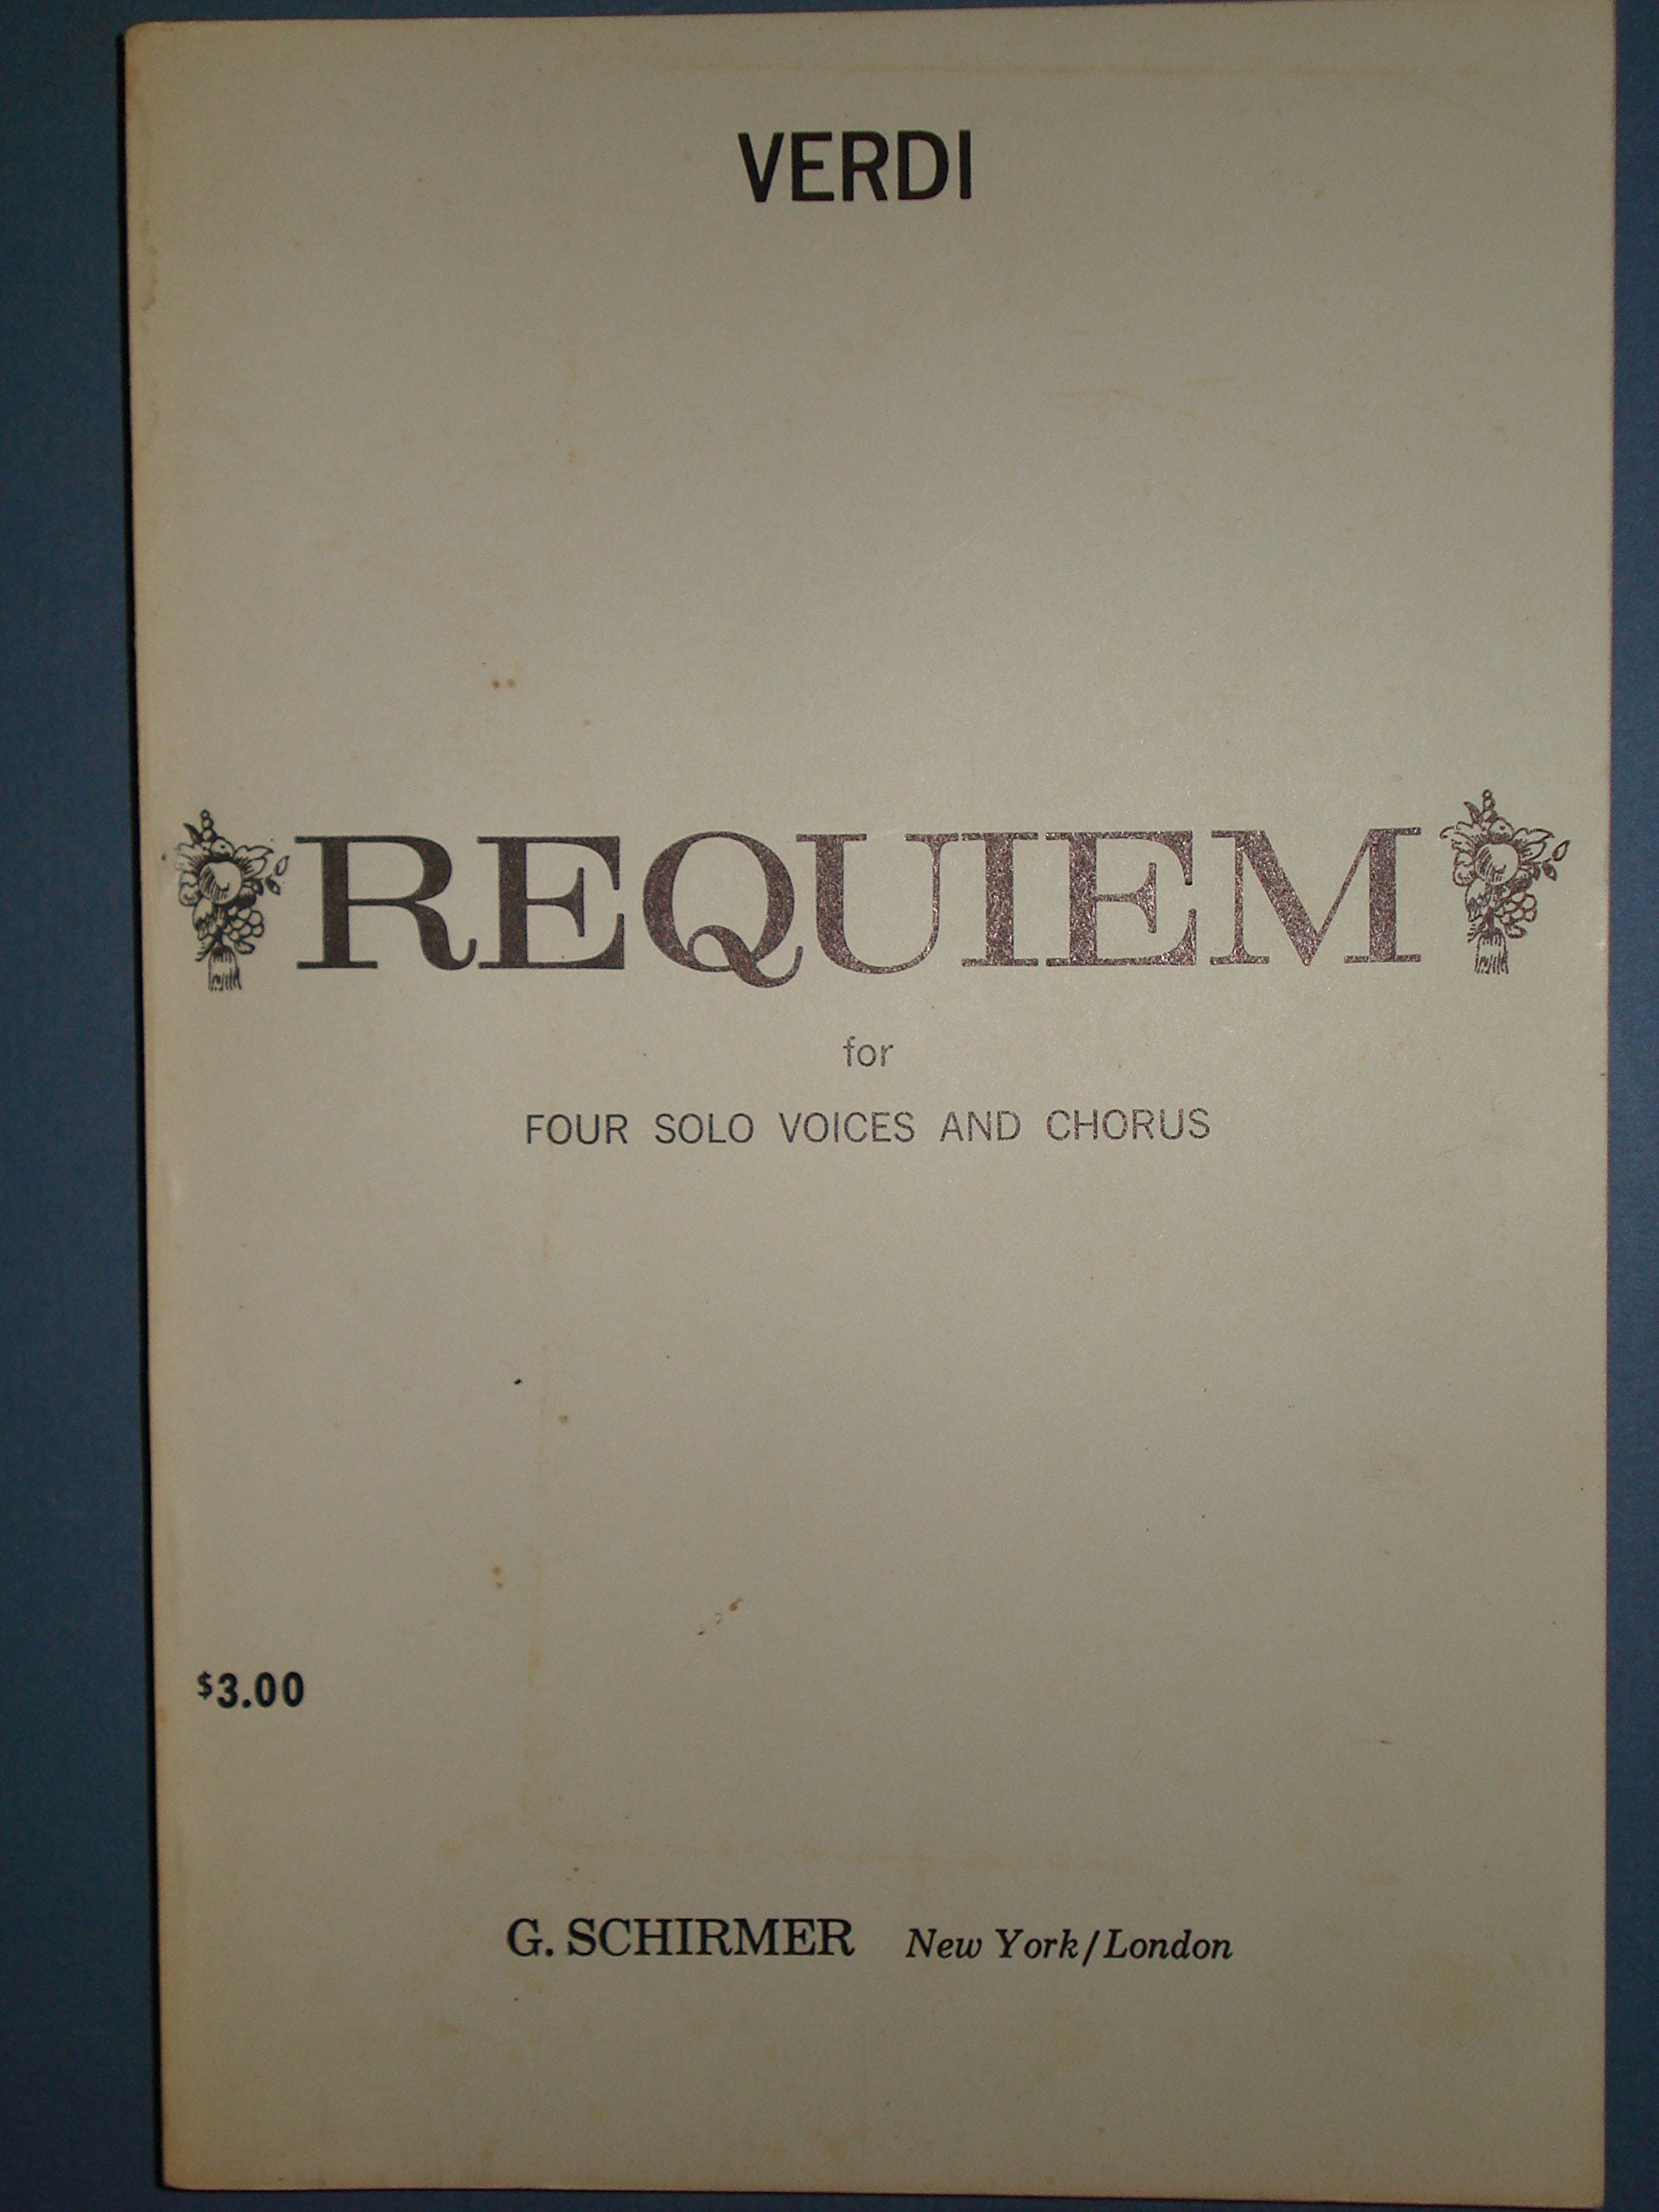 VERDI
REQUIEM
for
FOUR SOLO VOICES AND CHORUS
$3.00
G. SCHIRMER New York/London